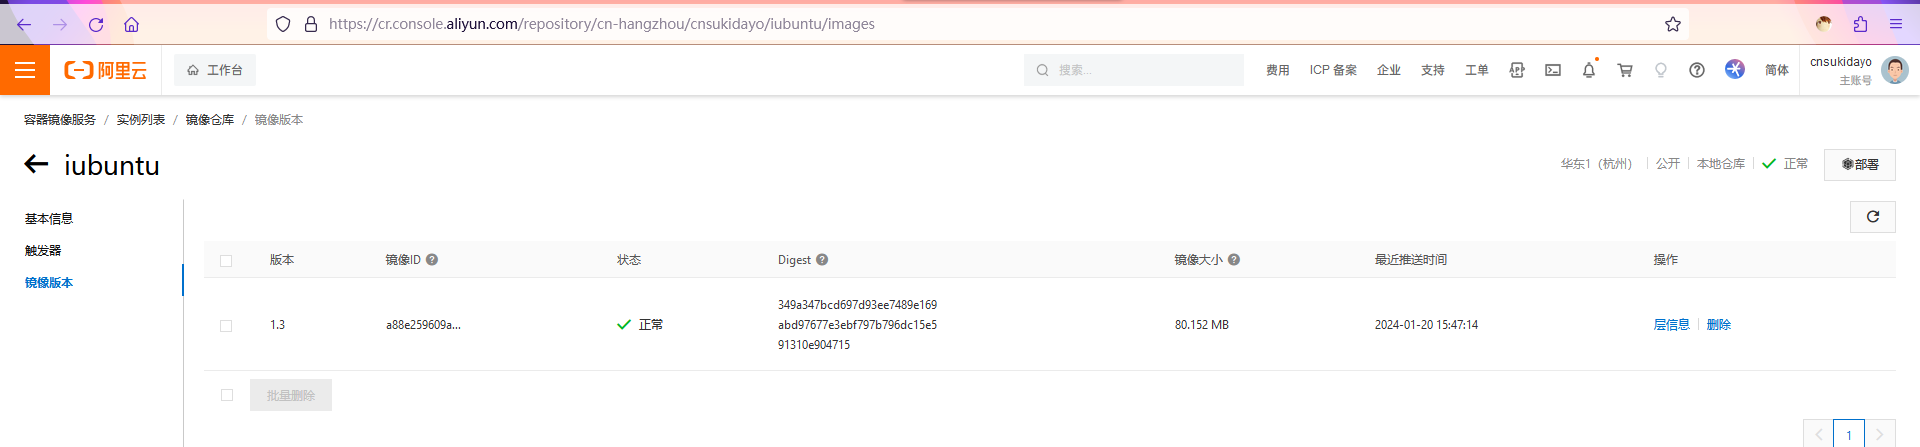 https://cr.console.aliyun.com/repository/cn-hangzhou/cnsukidayo/iubuntu/images
阿里云 工作台 搜索... 费用 ICP 备案 企业 支持 工单 简体 cnsukidayo
主账号
容器镜像服务 / 实例列表 / 镜像仓库 / 镜像版本
iubuntu 华东1（杭州） 公开 本地仓库 正常 部署
基本信息
触发器
镜像版本
版本 镜像ID 状态 Digest 镜像大小 最近推送时间 操作
349a347bcd697d93ee7489e169
1.3 a88e259609a... 正常 abd97677e3ebf797b796dc15e5 80.152 MB 2024-01-20 15:47:14 层信息 删除
91310e904715
批量删除
1